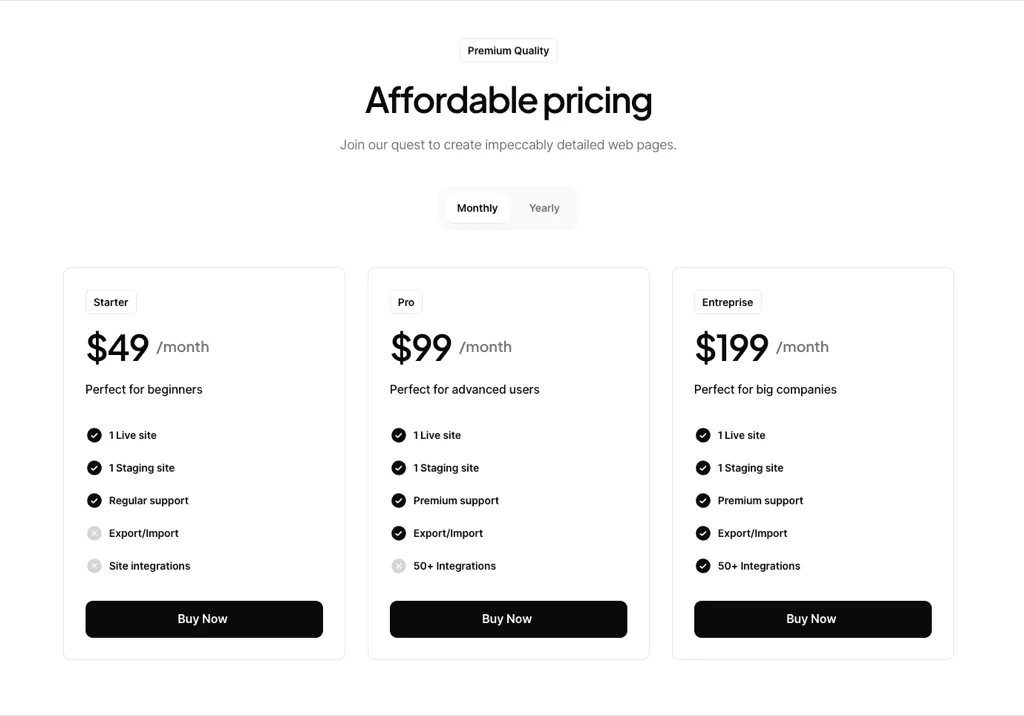 Premium Quality
Affordable pricing
Join our quest to create impeccably detailed web pages.
Monthly
Yearly
Starter
$49 /month
Perfect for beginners
1 Live site
1 Staging site
Regular support
Export/Import
Site integrations
Buy Now
Pro
$99 /month
Perfect for advanced users
1 Live site
1 Staging site
Premium support
Export/Import
50+ Integrations
Buy Now
Entreprise
$199 /month
Perfect for big companies
1 Live site
1 Staging site
Premium support
Export/Import
50+ Integrations
Buy Now